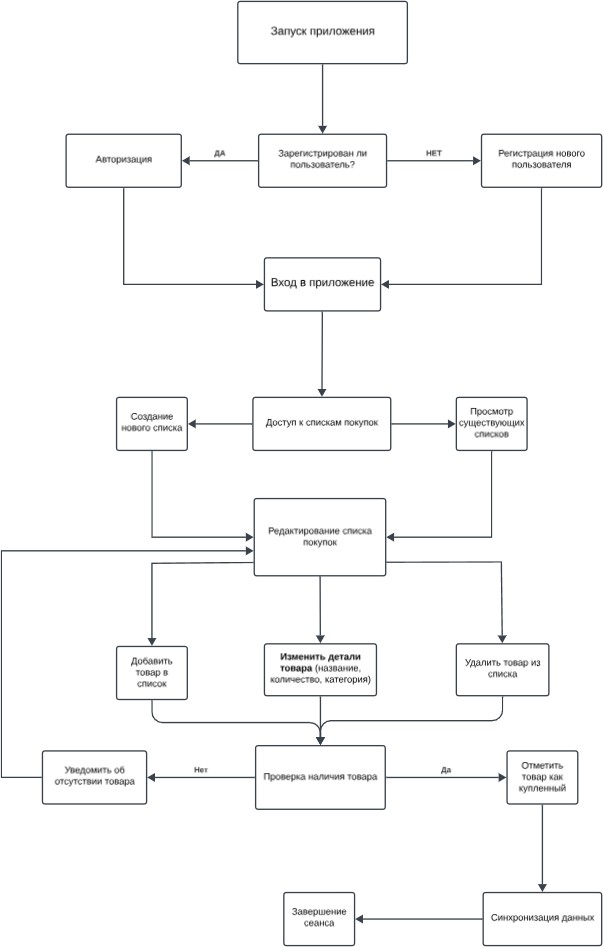 Запуск приложения
Авторизация
ДА
Зарегистрирован ли
пользователь?
НЕТ
Регистрация нового
пользователя
Вход в приложение
Создание
нового списка
Доступ к спискам покупок
Просмотр
существующих
списков
Редактирование списка
покупок
Добавить
товар в
список
Изменить детали
товара (название,
количество, категория)
Удалить товар из
списка
Уведомить об
отсутствии товара
Нет
Проверка наличия товара
Да
Отметить
товар как
купленный
Завершение
сеанса
Синхронизация данных